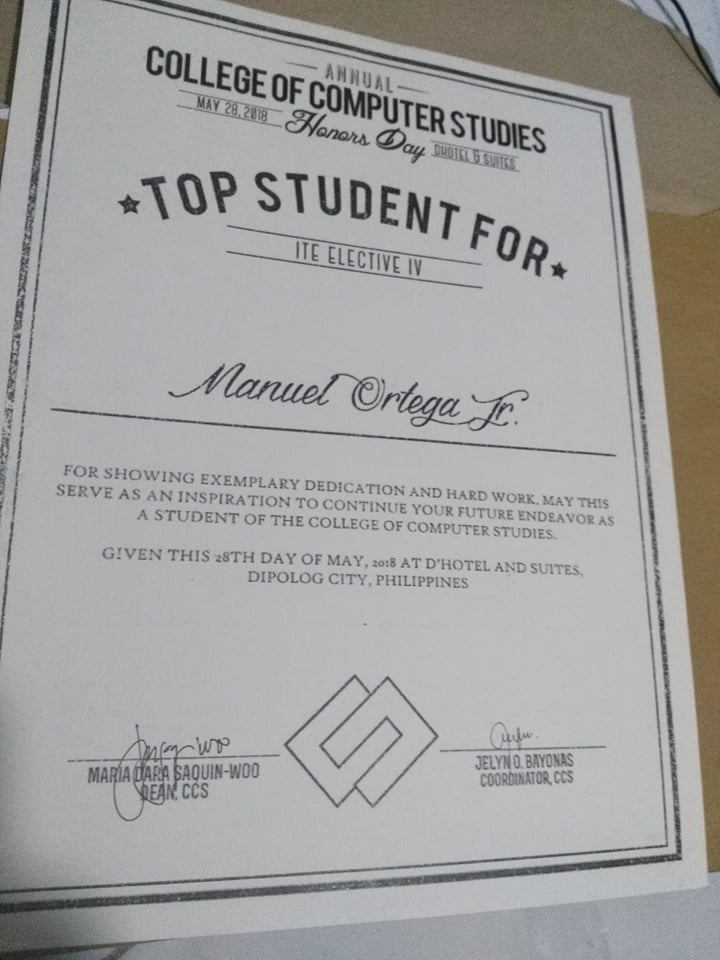 ANNUAL
COLLEGE OF COMPUTER STUDIES
MAY 28, 2018 Honors Day DHOTEL & SUITES
TOP STUDENT FOR
ITE ELECTIVE IV
Manuel Ortega Jr.
FOR SHOWING EXEMPLARY DEDICATION AND HARD WORK, MAY THIS
SERVE AS AN INSPIRATION TO CONTINUE YOUR FUTURE ENDEAVOR AS
A STUDENT OF THE COLLEGE OF COMPUTER STUDIES.
GIVEN THIS 28TH DAY OF MAY, 2018 AT D'HOTEL AND SUITES,
DIPOLOG CITY, PHILIPPINES
MARIA DARA SAQUIN-WOO
DEAN, CCS
JELYN O. BAYONAS
COORDINATOR, CCS